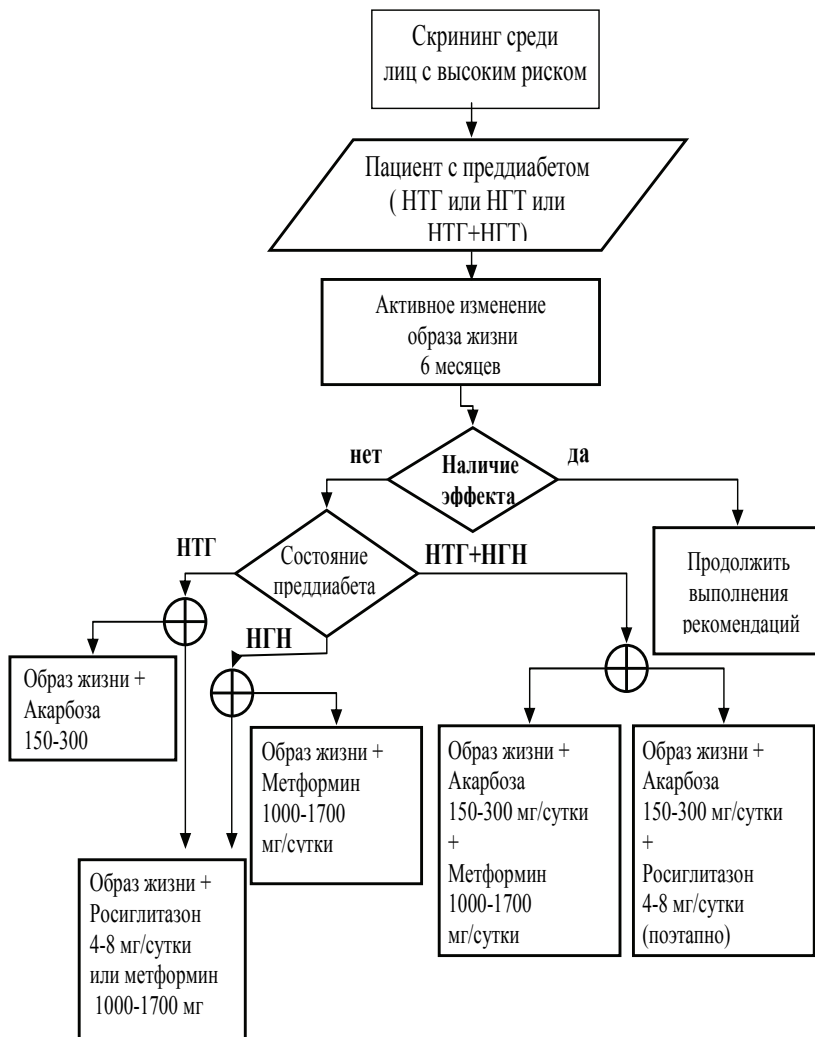 Скрининг среди
лиц с высоким риском
Пациент с преддиабетом
( НТГ или НГТ или
НТГ+НГТ)
Активное изменение
образа жизни
6 месяцев
нет
Наличие
эффекта
да
НТГ
Состояние
преддиабета
НТГ+НГН
НГН
Продолжить
выполнения
рекомендаций
Образ жизни +
Акарбоза
150-300
Образ жизни +
Метформин
1000-1700
мг/сутки
Образ жизни +
Акарбоза
150-300 мг/сутки
+
Метформин
1000-1700
мг/сутки
Образ жизни +
Акарбоза
150-300 мг/сутки
+
Росиглитазон
4-8 мг/сутки
(поэтапно)
Образ жизни +
Росиглитазон
4-8 мг/сутки
или метформин
1000-1700 мг